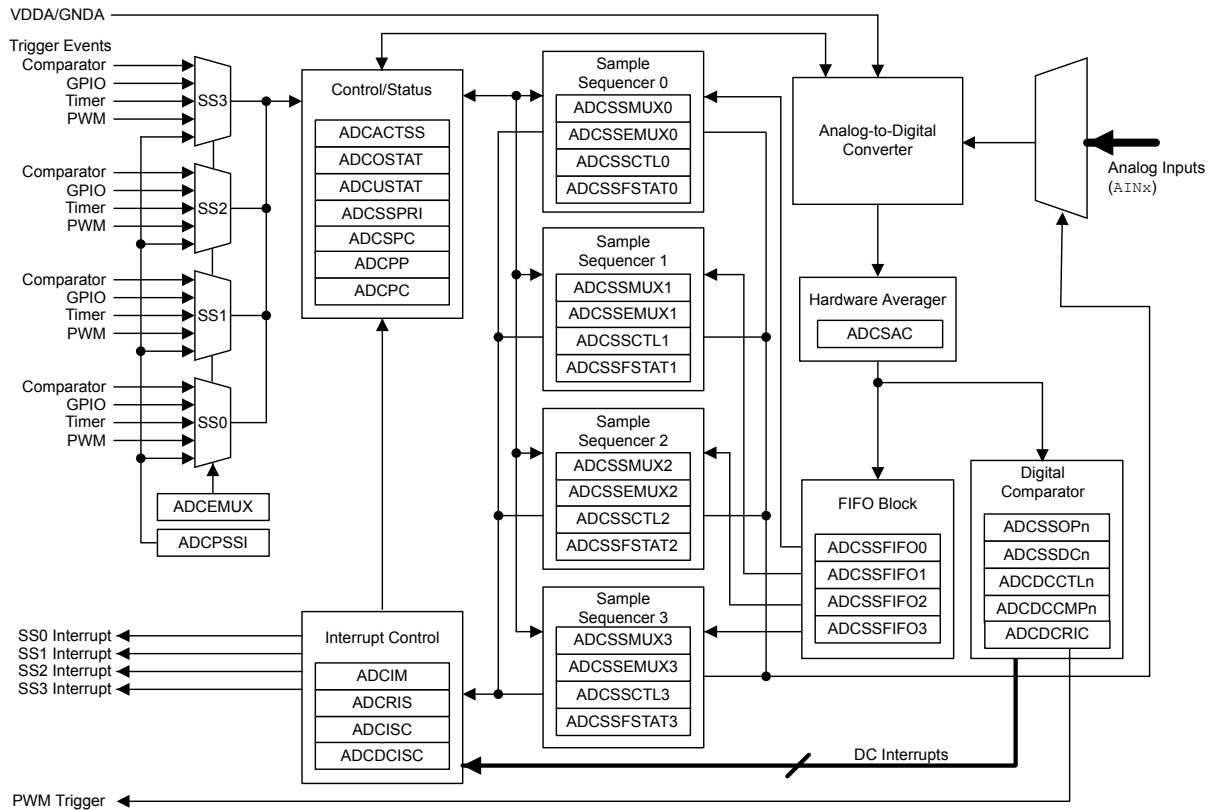 VDDA/GNDA
Trigger Events
Comparator
GPIO
Timer
PWM
SS3
Comparator
GPIO
Timer
PWM
SS2
Comparator
GPIO
Timer
PWM
SS1
Comparator
GPIO
Timer
PWM
SS0
ADCEMUX
ADCPSSI
Control/Status
ADCACTSS
ADCOSTAT
ADCUSTAT
ADCSSPRI
ADCSPC
ADCPP
ADCPC
Interrupt Control
ADCIM
ADCRIS
ADCISC
ADCDCISC
SS0 Interrupt
SS1 Interrupt
SS2 Interrupt
SS3 Interrupt
PWM Trigger
Sample
Sequencer 0
ADCSSMUX0
ADCSSEMUX0
ADCSSCTL0
ADCSSFSTAT0
Sample
Sequencer 1
ADCSSMUX1
ADCSSEMUX1
ADCSSCTL1
ADCSSFSTAT1
Sample
Sequencer 2
ADCSSMUX2
ADCSSEMUX2
ADCSSCTL2
ADCSSFSTAT2
Sample
Sequencer 3
ADCSSMUX3
ADCSSEMUX3
ADCSSCTL3
ADCSSFSTAT3
Analog-to-Digital
Converter
Analog Inputs
(AINx)
Hardware Averager
ADCSAC
FIFO Block
ADCSSFIFO0
ADCSSFIFO1
ADCSSFIFO2
ADCSSFIFO3
Digital
Comparator
ADCSSOPn
ADCSSDCn
ADCDCCTLn
ADCDCCMPn
ADCDCRIC
DC Interrupts